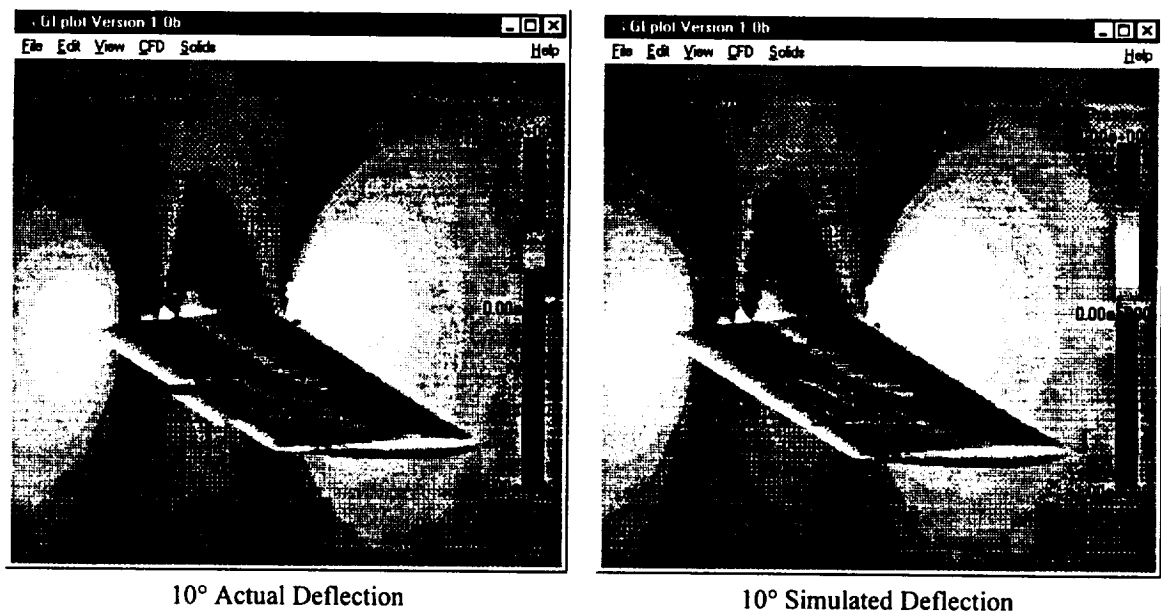 GI plot Version 1.0b
File Edit View CFD Solids Help
0.00
10° Actual Deflection
GI plot Version 1.0b
File Edit View CFD Solids Help
10° Simulated Deflection